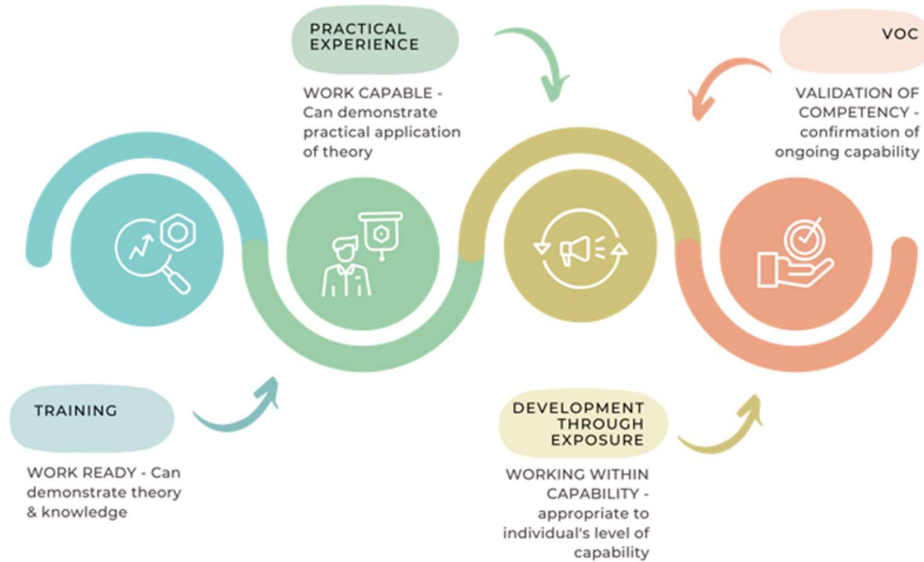 TRAINING
WORK READY - Can
demonstrate theory
& knowledge
PRACTICAL
EXPERIENCE
WORK CAPABLE -
Can demonstrate
practical application
of theory
DEVELOPMENT
THROUGH
EXPOSURE
WORKING WITHIN
CAPABILITY -
appropriate to
individual's level of
capability
VOC
VALIDATION OF
COMPETENCY -
confirmation of
ongoing capability